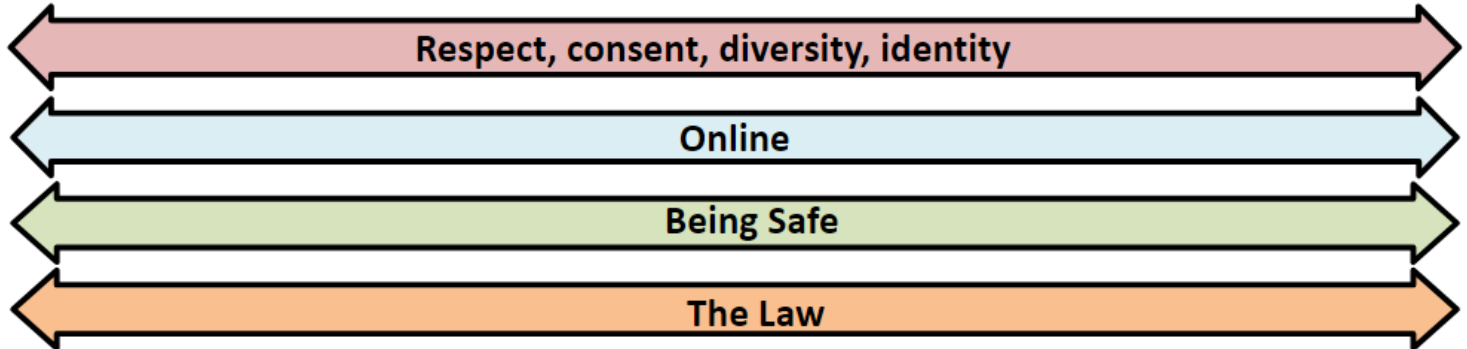 Respect, consent, diversity, identity
Online
Being Safe
The Law